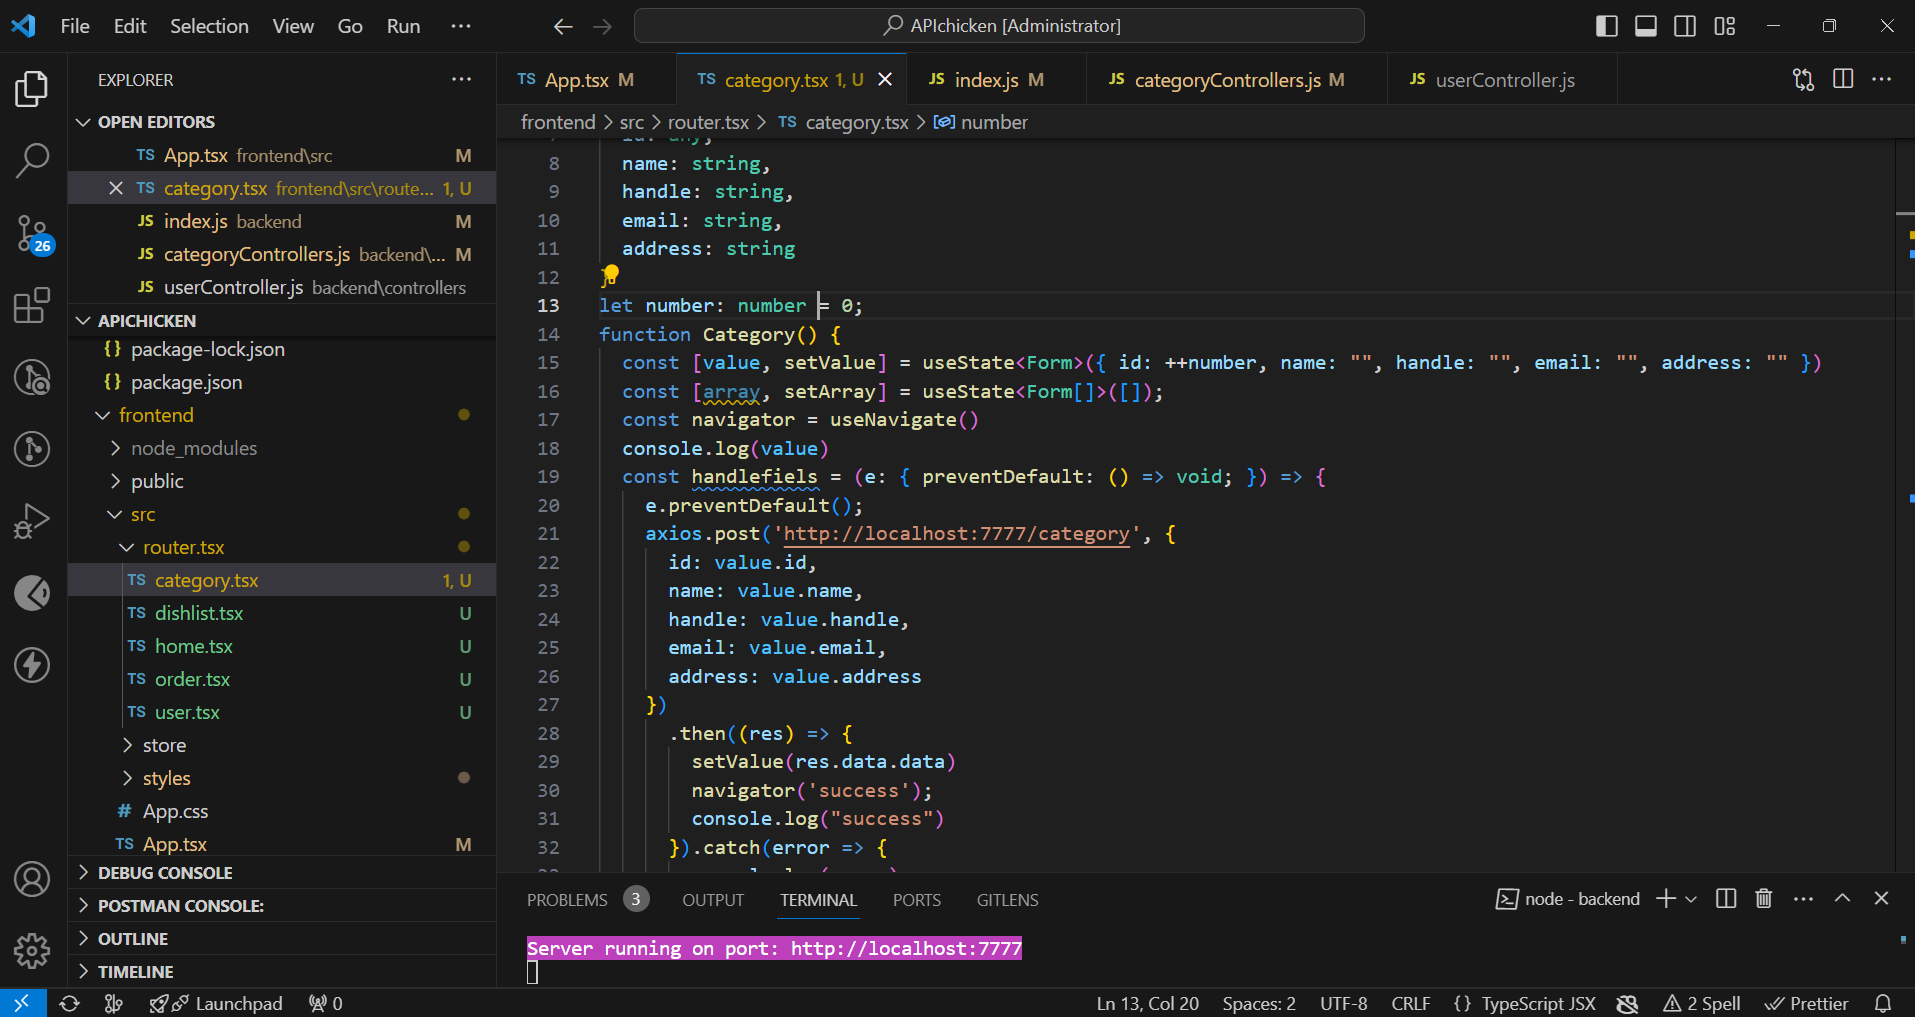 File Edit Selection View Go Run ···
APIchicken [Administrator]
EXPLORER ···
OPEN EDITORS
TS App.tsx frontend\src M
TS category.tsx frontend\src\route... 1, U
JS index.js backend M
JS categoryControllers.js backend\... M
JS userController.js backend\controllers
APICHICKEN
{} package-lock.json
{} package.json
frontend
node_modules
public
src
router.tsx
TS category.tsx 1, U
TS dishlist.tsx U
TS home.tsx U
TS order.tsx U
TS user.tsx U
store
styles
# App.css
TS App.tsx M
DEBUG CONSOLE
POSTMAN CONSOLE:
OUTLINE
TIMELINE
26
TS App.tsx M
TS category.tsx 1, U
JS index.js M
JS categoryControllers.js M
JS userController.js
frontend > src > router.tsx > TS category.tsx > number
id: any;
8 name: string,
9 handle: string,
10 email: string,
11 address: string
12 }
13 let number: number = 0;
14 function Category() {
15 const [value, setValue] = useState<Form>({ id: ++number, name: "", handle: "", email: "", address: "" })
16 const [array, setArray] = useState<Form[]>([]);
17 const navigator = useNavigate()
18 console.log(value)
19 const handlefiels = (e: { preventDefault: () => void; }) => {
20 e.preventDefault();
21 axios.post('http://localhost:7777/category', {
22 id: value.id,
23 name: value.name,
24 handle: value.handle,
25 email: value.email,
26 address: value.address
27 })
28 .then((res) => {
29 setValue(res.data.data)
30 navigator('success');
31 console.log("success")
32 }).catch(error => {
PROBLEMS 3 OUTPUT TERMINAL PORTS GITLENS
node - backend
Server running on port: http://localhost:7777
Launchpad 0
Ln 13, Col 20 Spaces: 2 UTF-8 CRLF {} TypeScript JSX 2 Spell Prettier